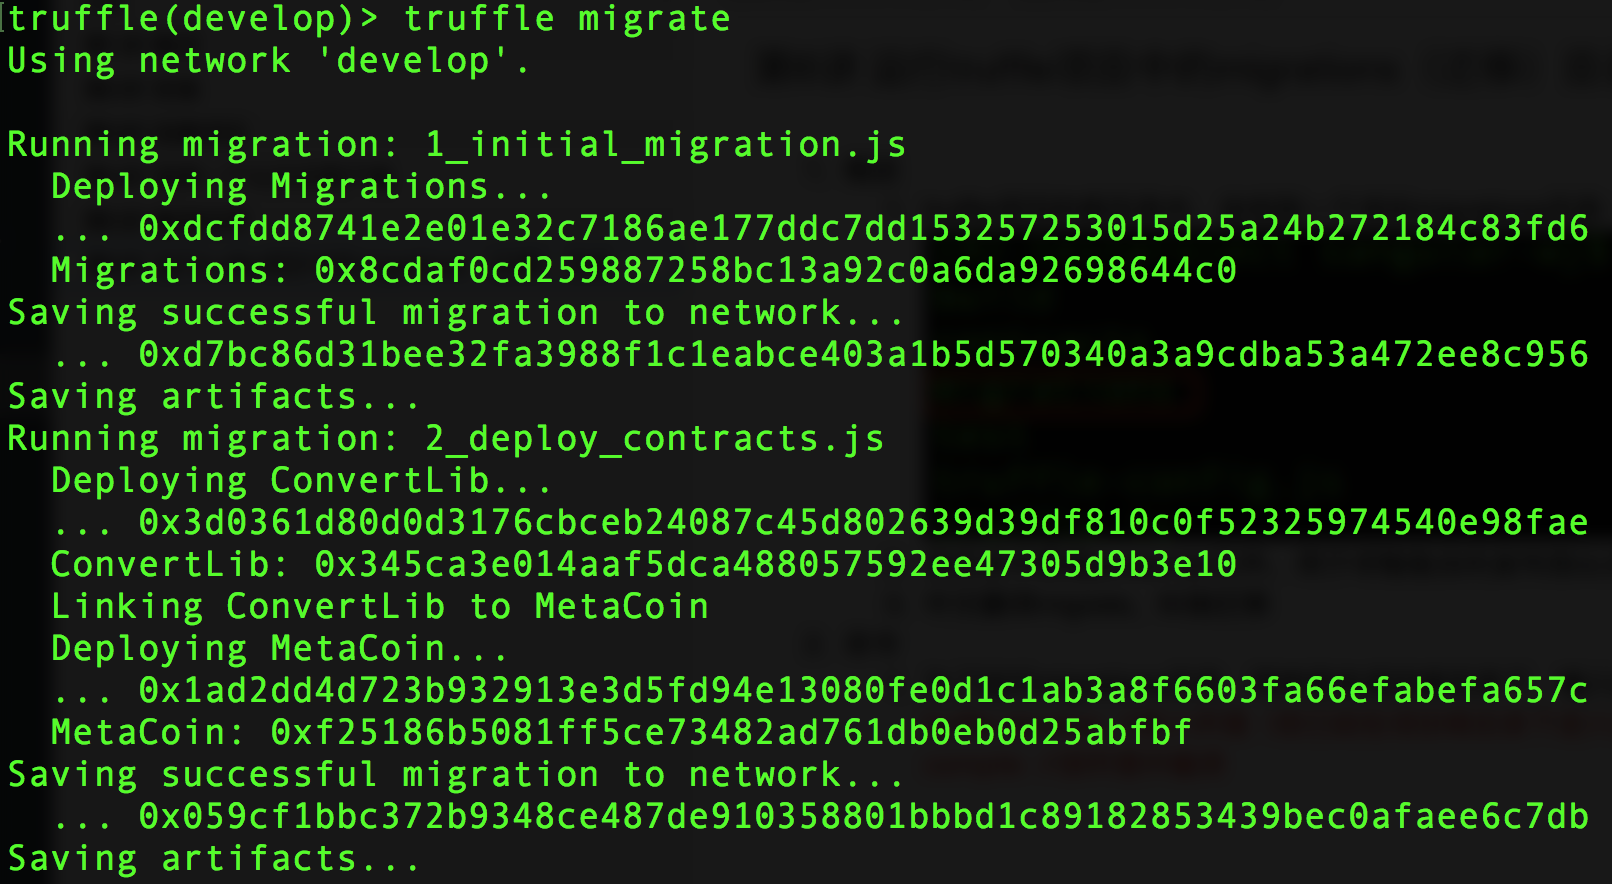 truffle(develop)> truffle migrate
Using network 'develop'.
Running migration: 1_initial_migration.js
Deploying Migrations...
... 0xdcfdd8741e2e01e32c7186ae177ddc7dd153257253015d25a24b272184c83fd6
Migrations: 0x8cdaf0cd259887258bc13a92c0a6da92698644c0
Saving successful migration to network...
... 0xd7bc86d31bee32fa3988f1c1eabce403a1b5d570340a3a9cdba53a472ee8c956
Saving artifacts...
Running migration: 2_deploy_contracts.js
Deploying ConvertLib...
... 0x3d0361d80d0d3176cbceb24087c45d802639d39df810c0f52325974540e98fae
ConvertLib: 0x345ca3e014aaf5dca488057592ee47305d9b3e10
Linking ConvertLib to MetaCoin
Deploying MetaCoin...
... 0x1ad2dd4d723b932913e3d5fd94e13080fe0d1c1ab3a8f6603fa66efabefa657c
MetaCoin: 0xf25186b5081ff5ce73482ad761db0eb0d25abfbf
Saving successful migration to network...
... 0x059cf1bbc372b9348ce487de910358801bbbd1c89182853439bec0afaee6c7db
Saving artifacts...